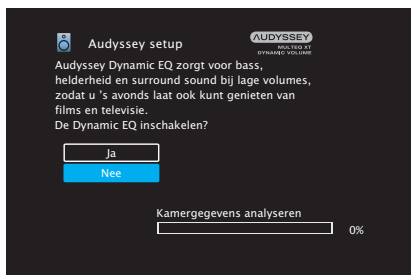 Audyssey setup
AUDYSSEY
MULTEQ XT
DYNAMIC VOLUME
Audyssey Dynamic EQ zorgt voor bass,
helderheid en surround sound bij lage volumes,
zodat u 's avonds laat ook kunt genieten van
films en televisie.
De Dynamic EQ inschakelen?
Ja
Nee
Kamergegevens analyseren
0%